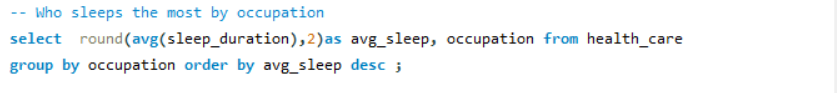 -- Who sleeps the most by occupation
select  round(avg(sleep_duration),2)as avg_sleep, occupation from health_care
group by occupation order by avg_sleep desc ;